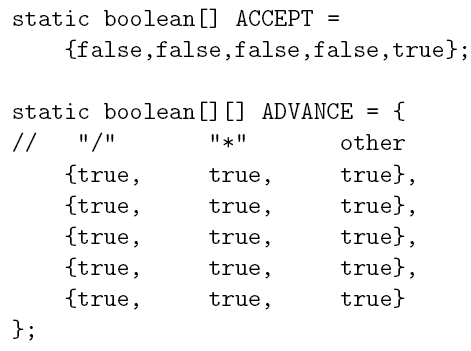 static boolean[] ACCEPT =
    {false,false,false,false,true};

static boolean[][] ADVANCE = {
//   "/"      "*"       other
    {true,    true,     true},
    {true,    true,     true},
    {true,    true,     true},
    {true,    true,     true},
    {true,    true,     true}
};